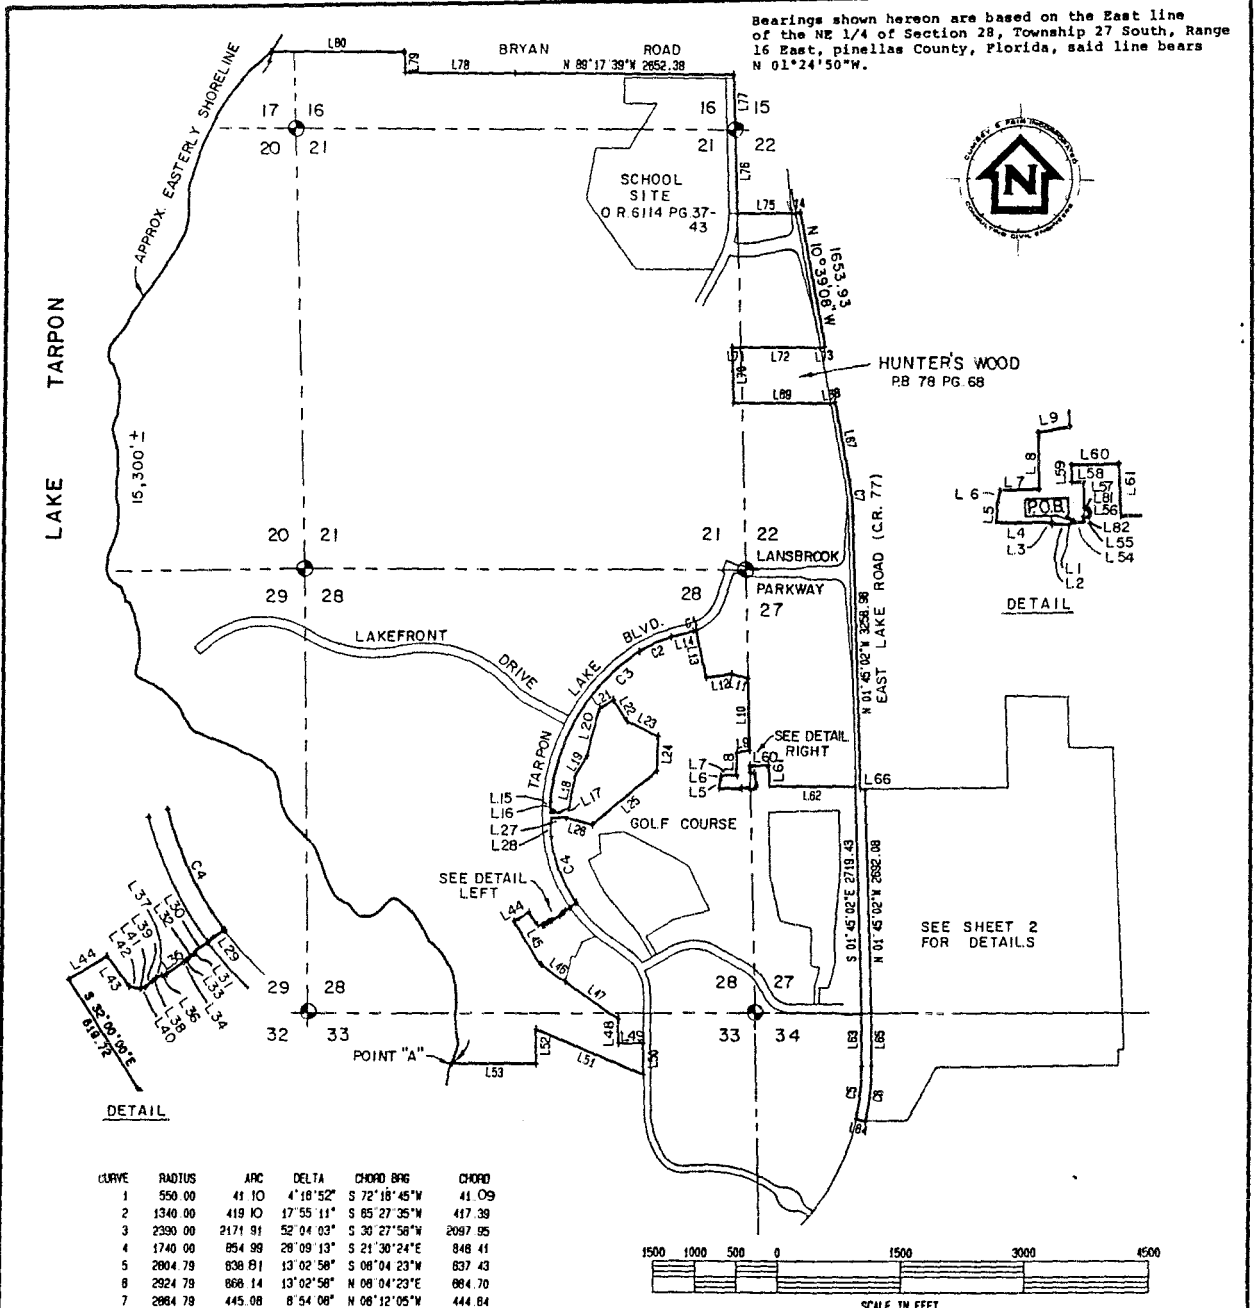 Bearings shown hereon are based on the East line
of the NE 1/4 of Section 28, Township 27 South, Range
16 East, pinellas County, Florida, said line bears
N 01°24'50"W.
L80
L79
BRYAN ROAD
L78
N 89°17'39"W 2652.38
APPROX. EASTERLY SHORELINE
17 16
20 21
16 15
21 22
L77
L76
CUMBEY & FAIR INCORPORATED
N
CONSULTING CIVIL ENGINEERS
SCHOOL
SITE
O R.6114 PG.37-
43
L75
L74
1653.93
N 10°39'08" W
LAKE TARPON
15,300'±
L71
L72
L73
L70
HUNTER'S WOOD
P.B 78 PG.68
L69
L68
L67
C7
L9
L8
L7
L6
L5
P.O.B.
L4
L3
L1
L2
L60
L59
L58
L57
L61
L81
L56
L82
L55
L54
DETAIL
20 21
29 28
21 22
28 27
LANSBROOK
PARKWAY
EAST LAKE ROAD (C.R. 77)
N 01°45'02"W 3258.98
LAKEFRONT DRIVE
TARPON LAKE BLVD.
C1
L14
C2
L13
C3
L12
L11
L10
L21
L22
L23
L20
L24
L19
L18
L17
L15
L16
L27
L28
L26
L25
L9
SEE DETAIL
RIGHT
L8
L7
L6
L5
L60
L61
L62
L66
GOLF COURSE
C4
SEE DETAIL
LEFT
L44
L45
L46
L47
L48
L49
L50
S 01°45'02"E 2719.43
N 01°45'02"W 2692.08
SEE SHEET 2
FOR DETAILS
C4
L37
L39
L41
L42
L30
L32
L35
L29
L31
L33
L34
L36
L38
L40
L43
L44
S 32°00'00"E
619.72
DETAIL
29 28
32 33
28 27
33 34
POINT "A"
L53
L52
L51
L63
L65
C5
C6
L64
CURVE RADIUS ARC DELTA CHORD BRG CHORD
1 550.00 41.10 4°16'52" S 72°18'45"W 41.09
2 1340.00 419.10 17°55'11" S 65°27'35"W 417.39
3 2390.00 2171.91 52°04'03" S 30°27'58"W 2097.95
4 1740.00 854.99 28°09'13" S 21°30'24"E 846.41
5 2804.79 638.81 13°02'58" S 08°04'23"W 637.43
6 2924.79 666.14 13°02'58" N 08°04'23"E 664.70
7 2864.79 445.08 8°54'08" N 06°12'05"W 444.64
1500 1000 500 0 1500 3000 4500
SCALE IN FEET